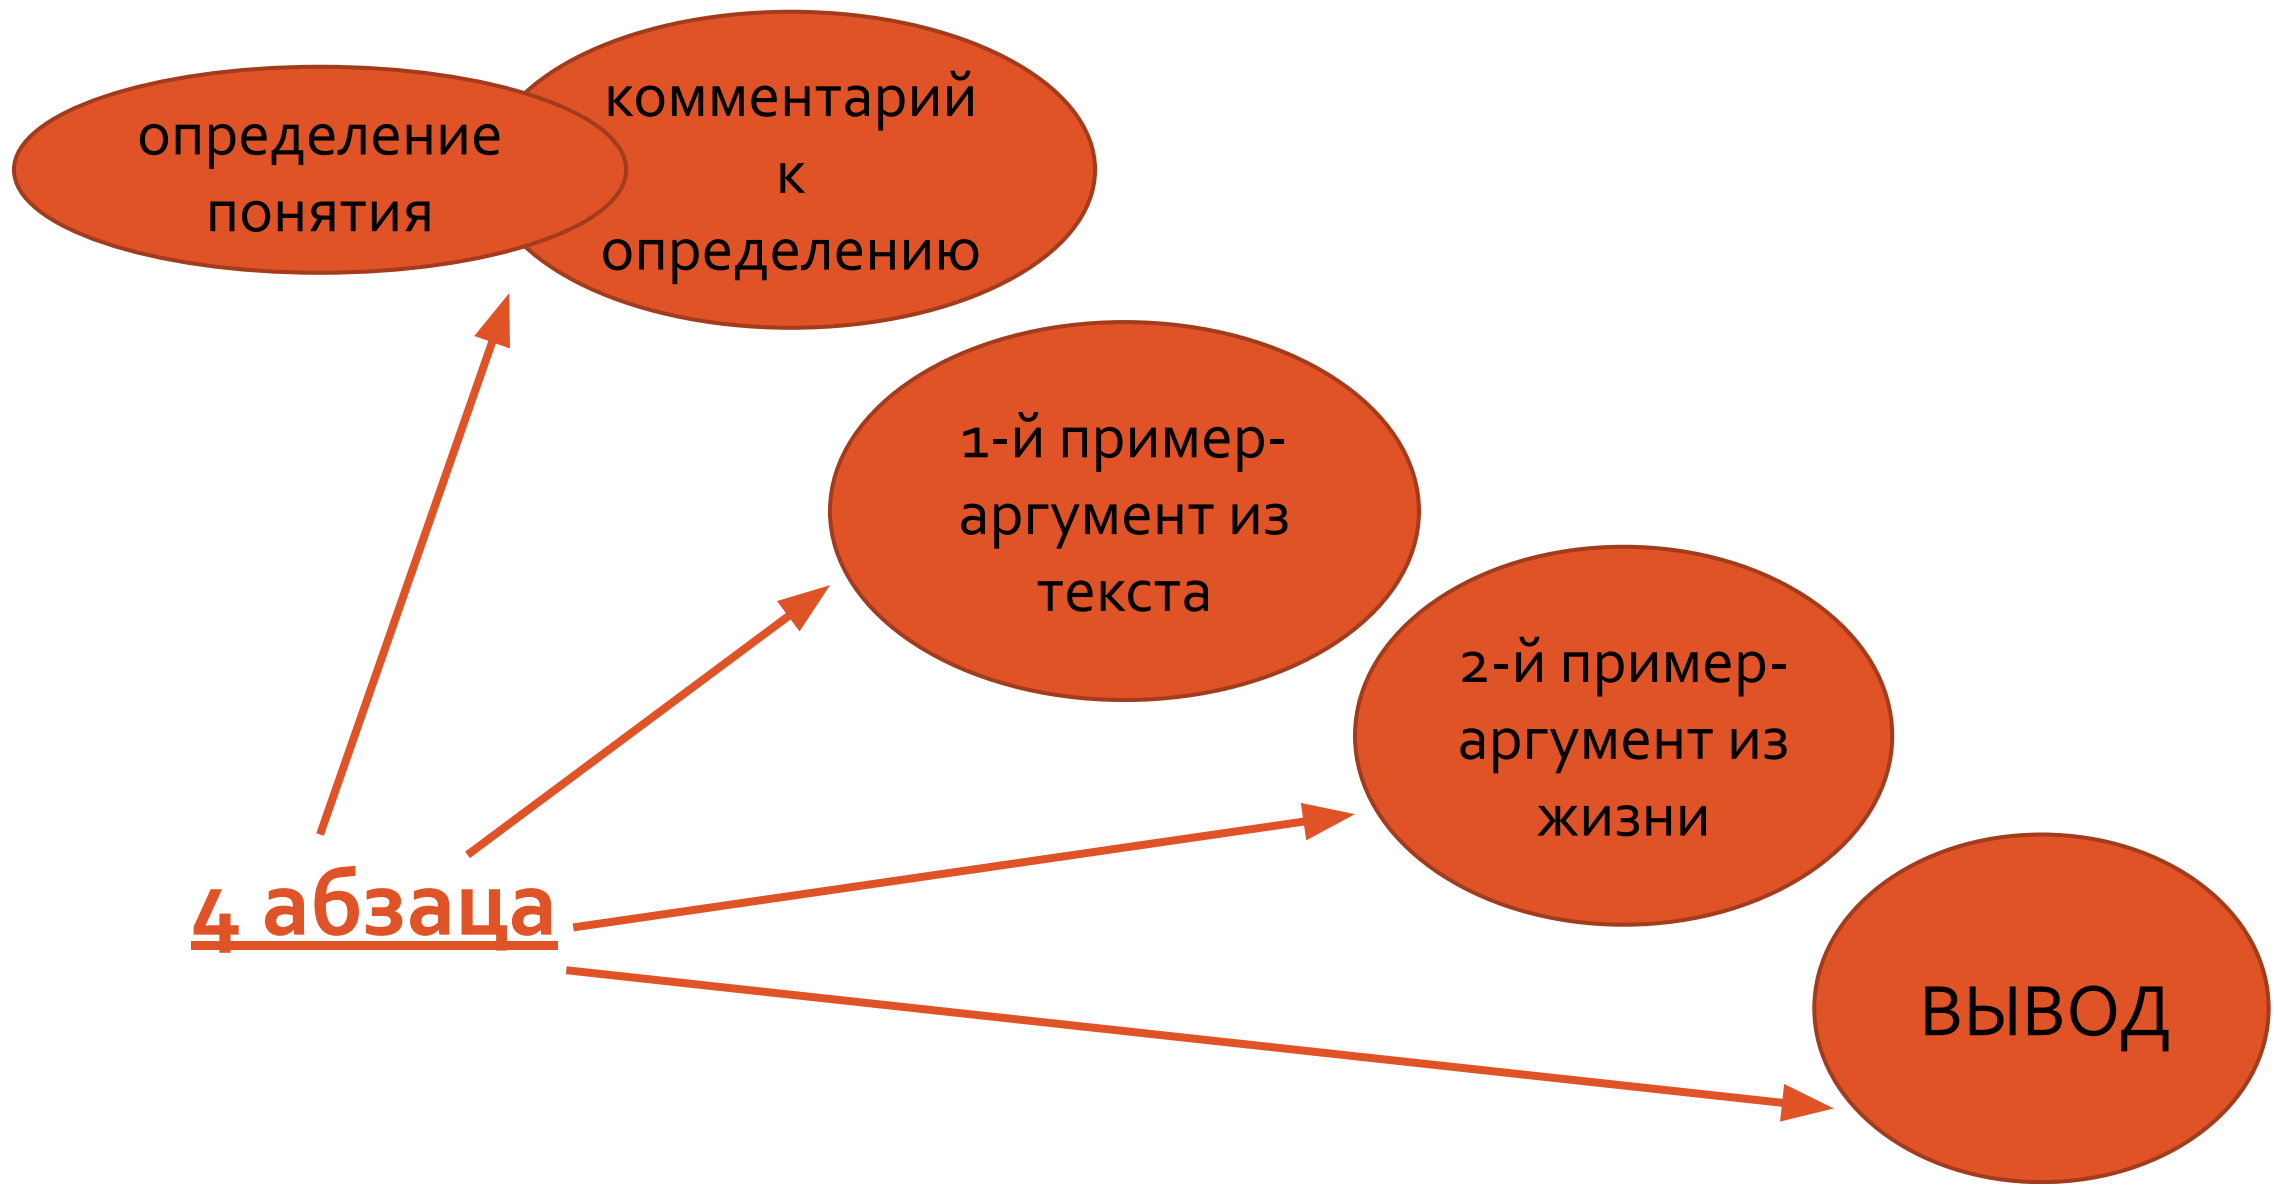 определение
понятия
комментарий
к
определению
1-й пример-
аргумент из
текста
2-й пример-
аргумент из
жизни
4 абзаца
ВЫВОД